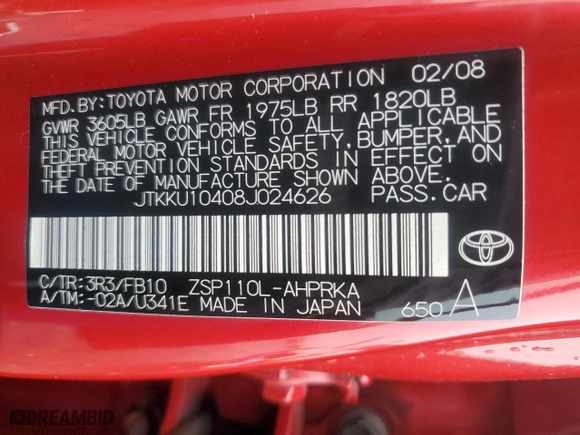 MFD.BY:TOYOTA MOTOR CORPORATION 02/08
GVWR 3605LB GAWR FR 1975LB RR 1820LB
THIS VEHICLE CONFORMS TO ALL APPLICABLE
FEDERAL MOTOR VEHICLE SAFETY, BUMPER, AND
THEFT PREVENTION STANDARDS IN EFFECT ON
THE DATE OF MANUFACTURE SHOWN ABOVE.
JTKKU10408J024626 PASS.CAR
C/TR:3R3/FB10 ZSP110L-AHPRKA
A/TM:-02A/U341E MADE IN JAPAN 650 A
DREAMBID